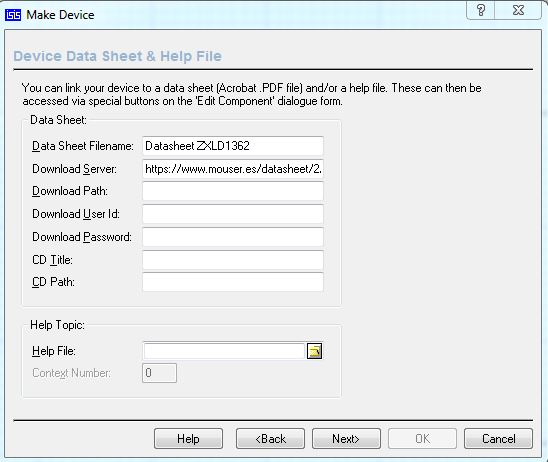 ISIS Make Device ?
Device Data Sheet & Help File
You can link your device to a data sheet (Acrobat .PDF file) and/or a help file. These can then be
accessed via special buttons on the 'Edit Component' dialogue form.
Data Sheet:
Data Sheet Filename: Datasheet ZXLD1362
Download Server: https://www.mouser.es/datasheet/2.
Download Path:
Download User Id:
Download Password:
CD Title:
CD Path:
Help Topic:
Help File:
Context Number: 0
Help <Back Next> OK Cancel